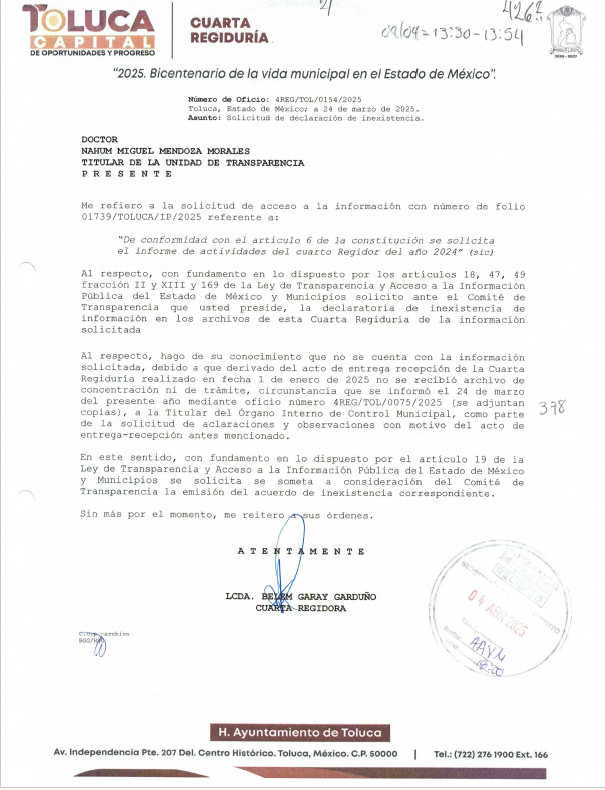 TOLUCA
CAPITAL
DE OPORTUNIDADES Y PROGRESO
CUARTA
REGIDURÍA
4262
09/04-13:30-13:54
"2025. Bicentenario de la vida municipal en el Estado de México".
Número de Oficio: 4REG/TOL/0154/2025
Toluca, Estado de México; a 24 de marzo de 2025.
Asunto: Solicitud de declaración de inexistencia.
DOCTOR
NAHUM MIGUEL MENDOZA MORALES
TITULAR DE LA UNIDAD DE TRANSPARENCIA
P R E S E N T E
Me refiero a la solicitud de acceso a la información con número de folio
01739/TOLUCA/IP/2025 referente a:
"De conformidad con el articulo 6 de la constitución se solicita
el informe de actividades del cuarto Regidor del año 2024" (sic)
Al respecto, con fundamento en lo dispuesto por los artículos 18, 47, 49
fracción II y XIII y 169 de la Ley de Transparencia y Acceso a la Información
Pública del Estado de México y Municipios solicito ante el Comité de
Transparencia que usted preside, la declaratoria de inexistencia de
información en los archivos de esta Cuarta Regiduría de la información
solicitada
Al respecto, hago de su conocimiento que no se cuenta con la información
solicitada, debido a que derivado del acto de entrega recepción de la Cuarta
Regiduría realizado en fecha 1 de enero de 2025 no se recibió archivo de
concentración ni de trámite, circunstancia que se informó el 24 de marzo
del presente año mediante oficio número 4REG/TOL/0075/2025 (se adjuntan
copias), a la Titular del Órgano Interno de Control Municipal, como parte
de la solicitud de aclaraciones y observaciones con motivo del acto de
entrega-recepción antes mencionado.
378
En este sentido, con fundamento en lo dispuesto por el artículo 19 de la
Ley de Transparencia y Acceso a la Información Pública del Estado de México
y Municipios se solicita se someta a consideración del Comité de
Transparencia la emisión del acuerdo de inexistencia correspondiente.
Sin más por el momento, me reitero a sus órdenes.
A T E N T A M E N T E
LCDA. BELEM GARAY GARDUÑO
CUARTA REGIDORA
04 ABR 2025
C.c.p.-archivo
H. Ayuntamiento de Toluca
Av. Independencia Pte. 207 Del. Centro Histórico. Toluca, México. C.P. 50000 | Tel.: (722) 276 1900 Ext. 166